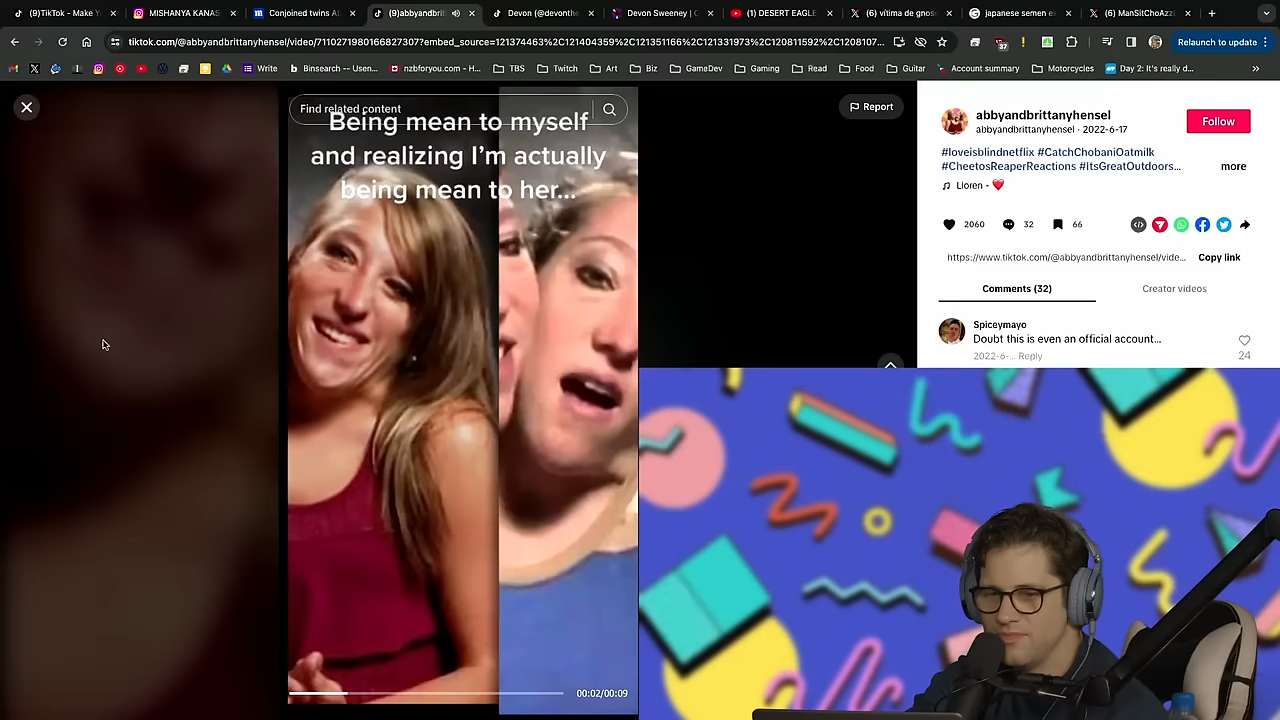 (9)TikTok - Make Y
MISHANYA KANAS
Conjoined twins A
(9)abbyandbritt
Devon (@devonth
Devon Sweeney | C
(1) DESERT EAGLE
(6) vítima de gnos
japanese semen e
(6) ManSitChoAzz
tiktok.com/@abbyandbrittanyhensel/video/7110271980166827307?embed_source=121374463%2C121404359%2C121351166%2C121331973%2C120811592%2C1208107...
37
Relaunch to update
Write
Binsearch -- Usen...
nzbforyou.com - H...
TBS
Twitch
Art
Biz
GameDev
Gaming
Read
Food
Guitar
Account summary
Motorcycles
Day 2: It's really d...
Find related content
Being mean to myself
and realizing I'm actually
being mean to her...
00:02/00:09
Report
abbyandbrittanyhensel
abbyandbrittanyhensel · 2022-6-17
Follow
#loveisblindnetflix #CatchChobaniOatmilk
#CheetosReaperReactions #ItsGreatOutdoors... more
Lloren - ❤️
2060
32
66
https://www.tiktok.com/@abbyandbrittanyhensel/vide...
Copy link
Comments (32)
Creator videos
Spiceymayo
Doubt this is even an official account...
2022-6-... Reply
24